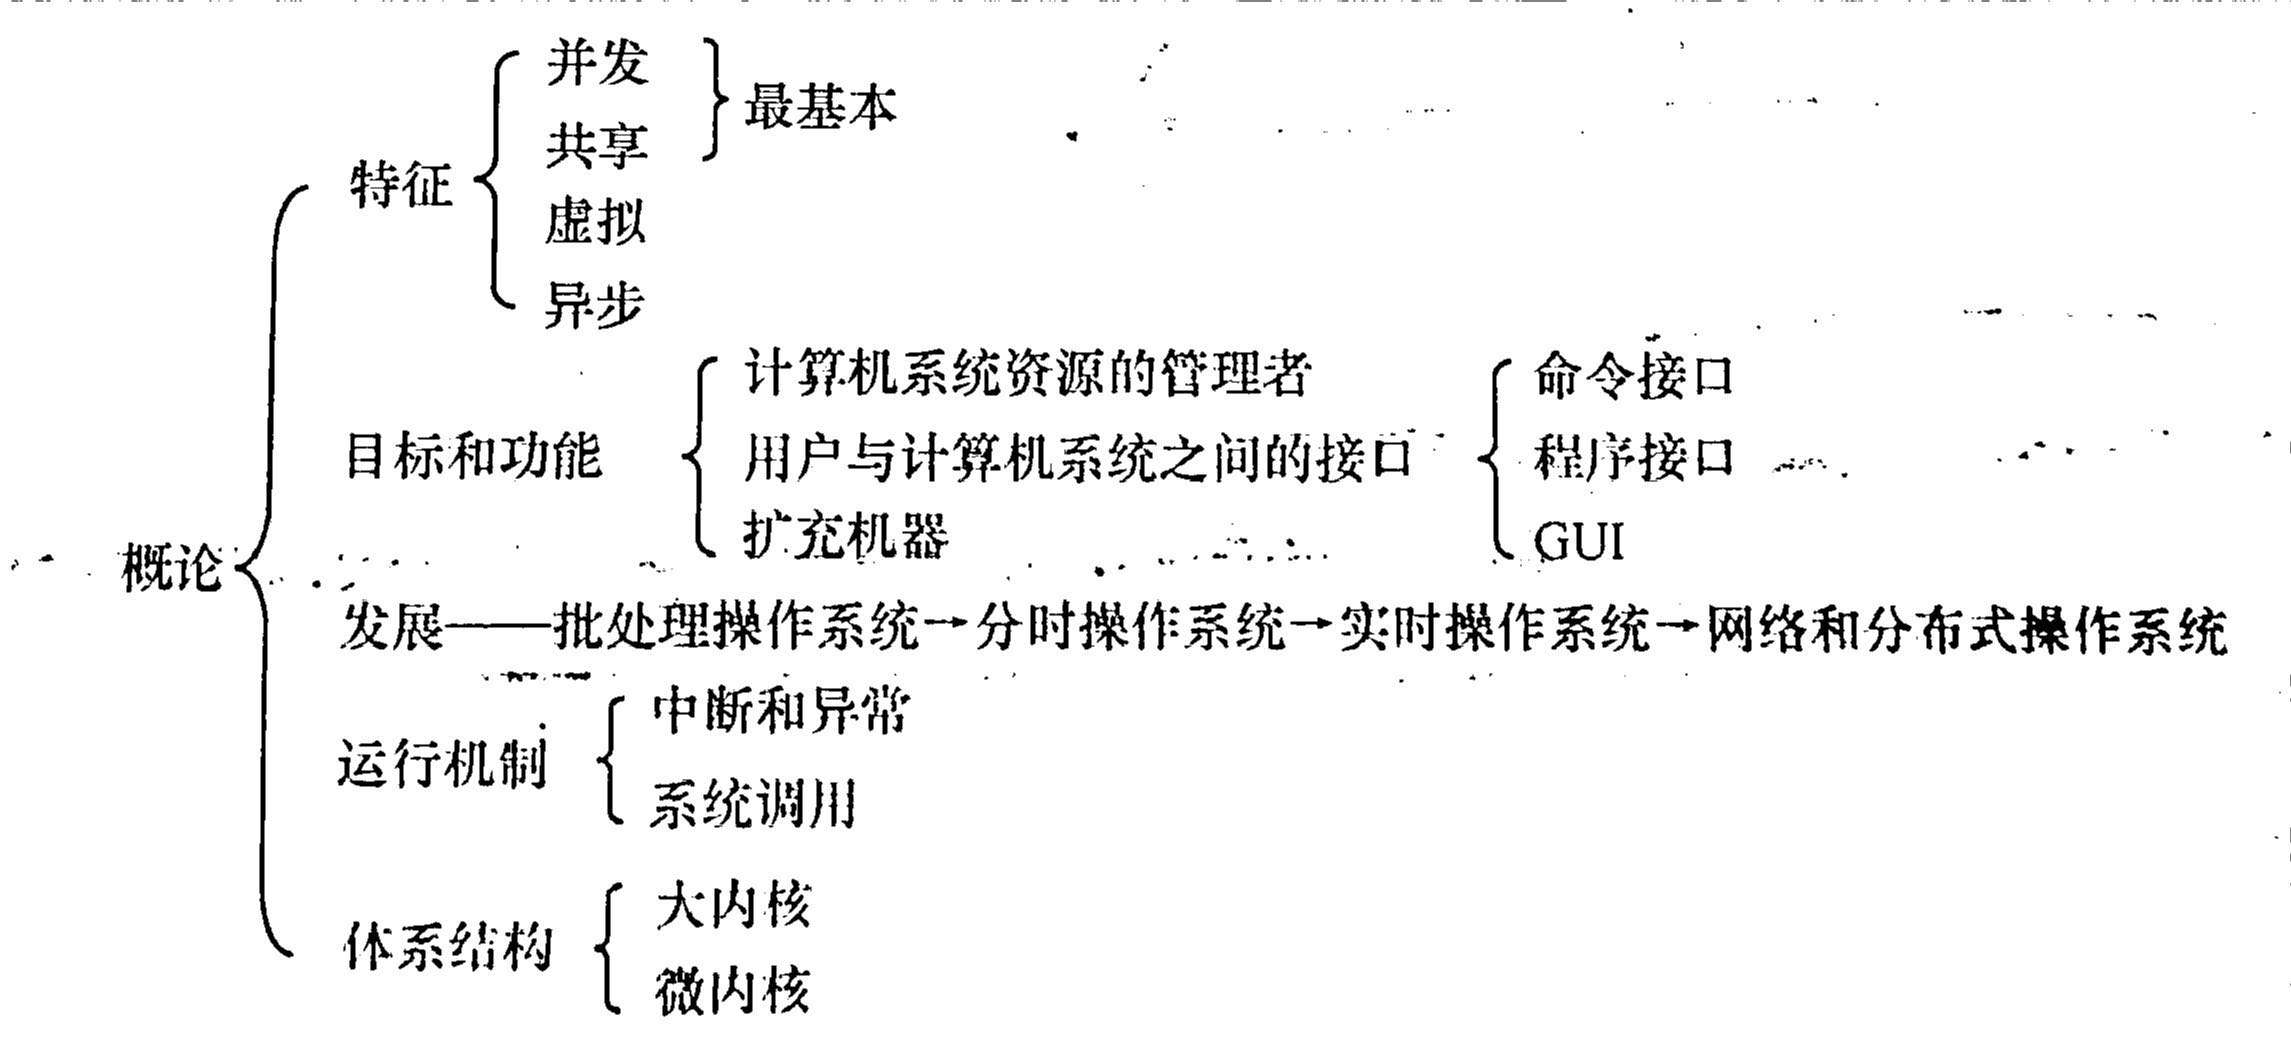 并发
共享
最基本
特征
虚拟
异步
计算机系统资源的管理者
命令接口
目标和功能
用户与计算机系统之间的接口
程序接口
扩充机器
GUI
概论
发展——批处理操作系统→分时操作系统→实时操作系统→网络和分布式操作系统
中断和异常
运行机制
系统调用
大内核
体系结构
微内核